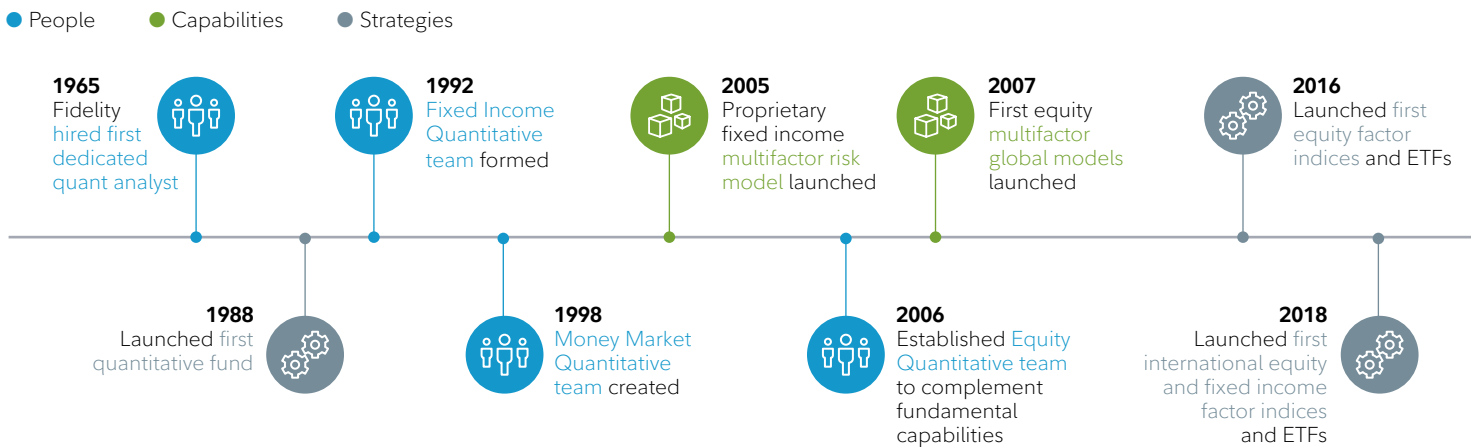 People
Capabilities
Strategies
1965
Fidelity
hired first
dedicated
quant analyst
1992
Fixed Income
Quantitative
team formed
2005
Proprietary
fixed income
multifactor risk
model launched
2007
First equity
multifactor
global models
launched
2016
Launched first
equity factor
indices and ETFs
1988
Launched first
quantitative fund
1998
Money Market
Quantitative
team created
2006
Established Equity
Quantitative team
to complement
fundamental
capabilities
2018
Launched first
international equity
and fixed income
factor indices
and ETFs